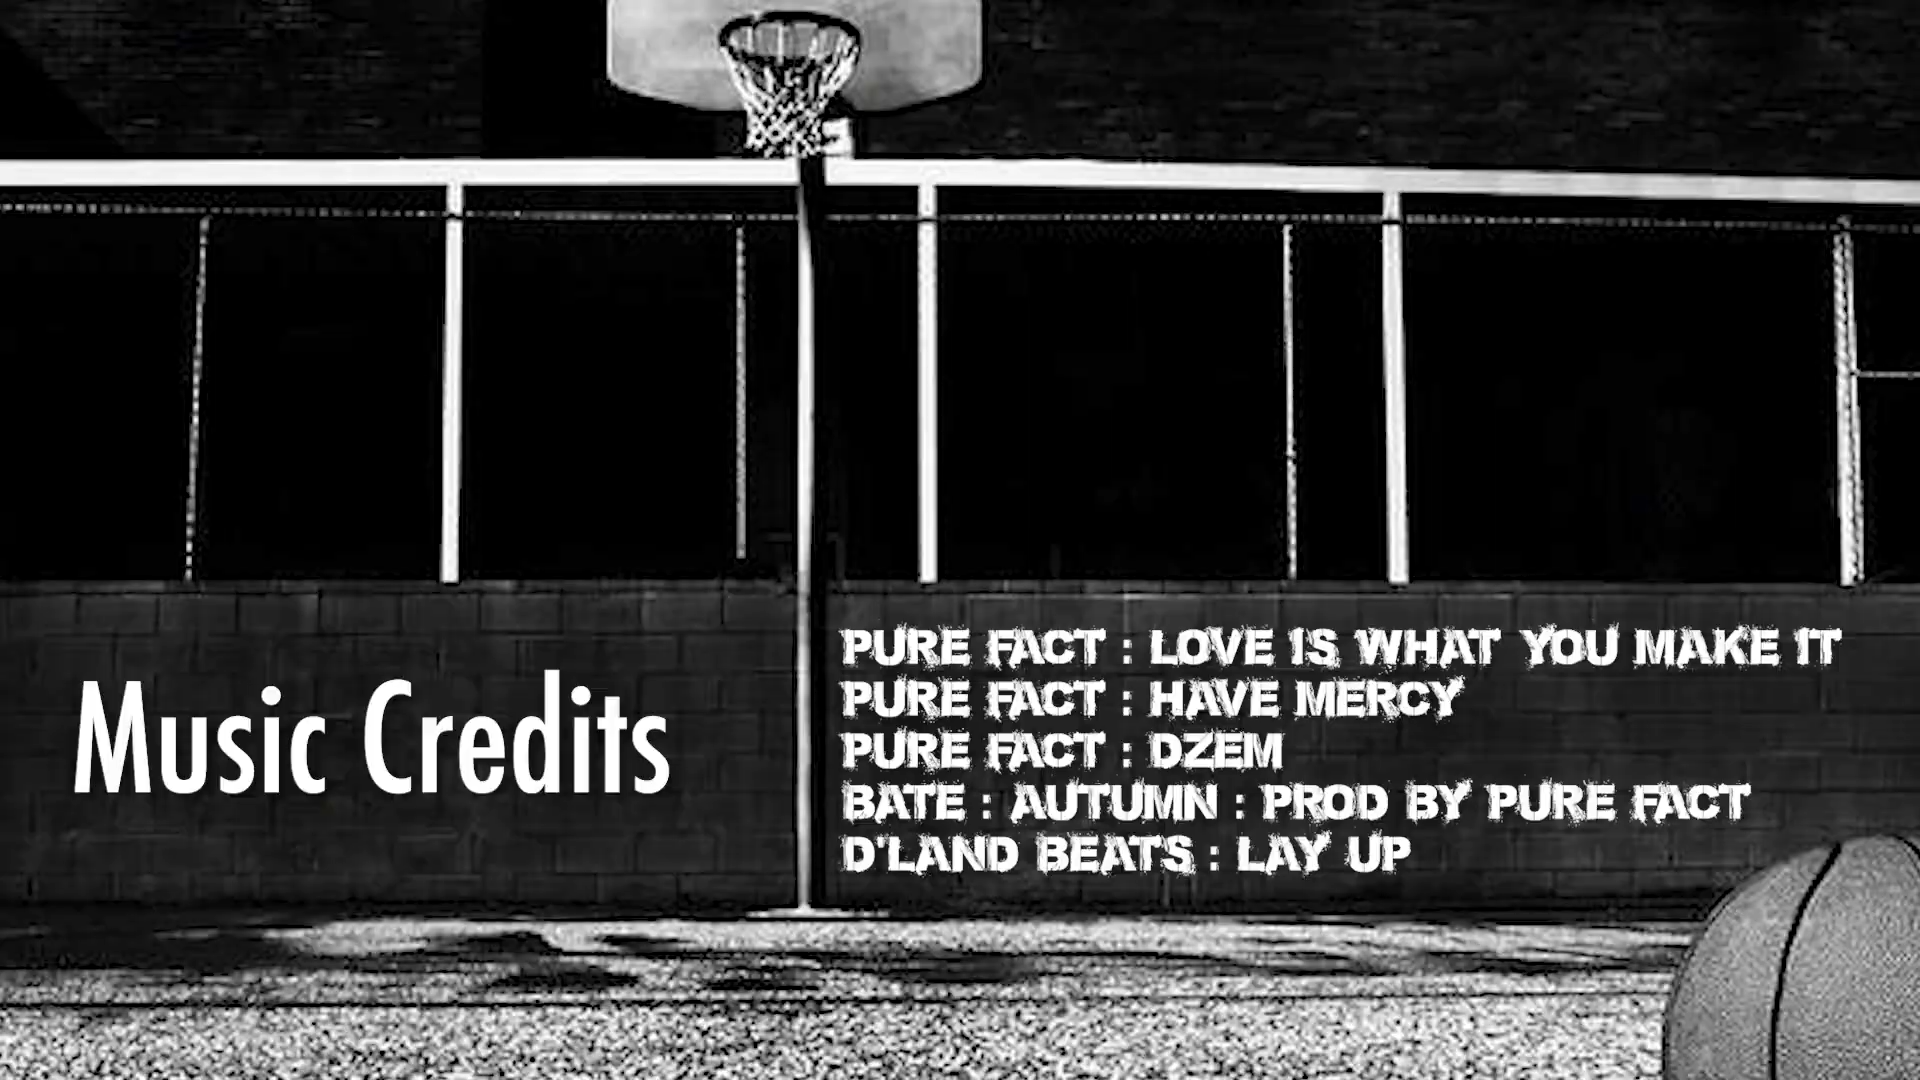 Music Credits
PURE FACT : LOVE IS WHAT YOU MAKE IT
PURE FACT : HAVE MERCY
PURE FACT : DZEM
BATE : AUTUMN : PROD BY PURE FACT
D'LAND BEATS : LAY UP